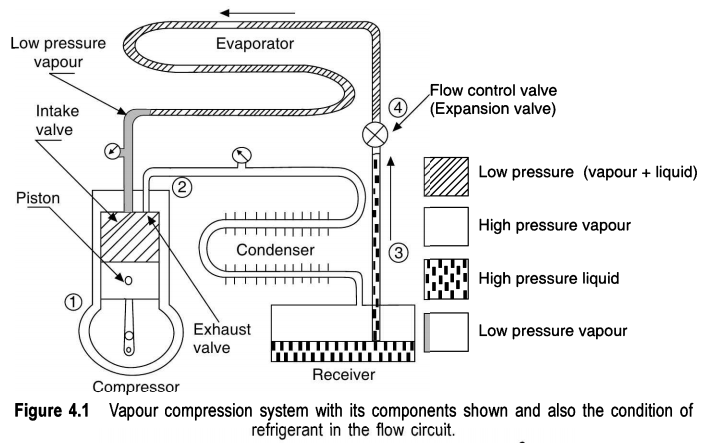 Low pressure
vapour
Evaporator
Intake
valve
④
Flow control valve
(Expansion valve)
②
Piston
Low pressure (vapour + liquid)
High pressure vapour
Condenser
③
High pressure liquid
①
Exhaust
valve
Low pressure vapour
Receiver
Compressor
Figure 4.1 Vapour compression system with its components shown and also the condition of
refrigerant in the flow circuit.